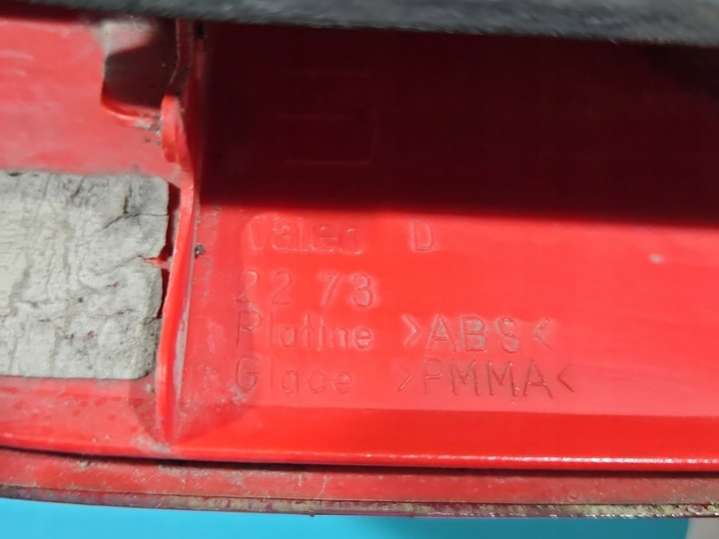 Valeo D
22 73
Platine >ABS<
Glace >PMMA<